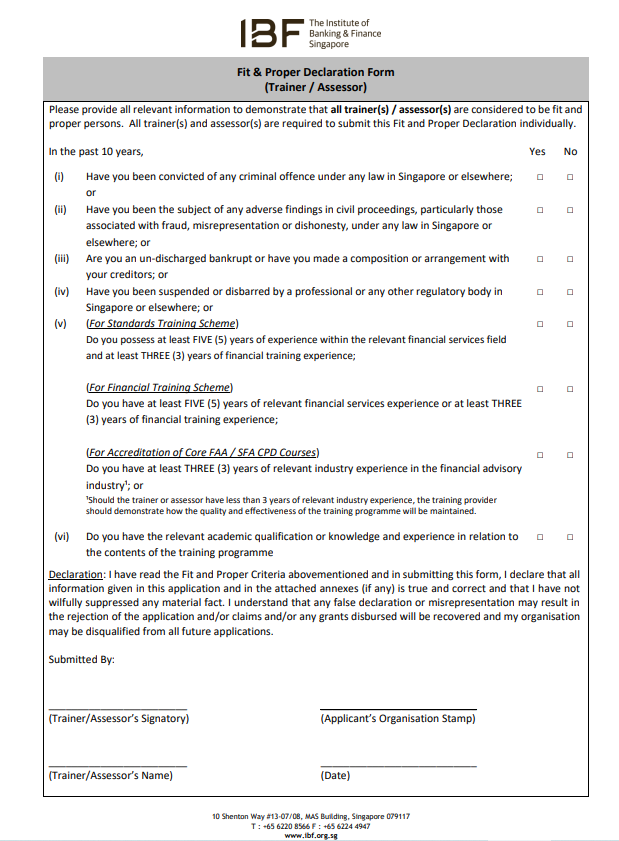 IBF The Institute of
Banking & Finance
Singapore
Fit & Proper Declaration Form
(Trainer / Assessor)
Please provide all relevant information to demonstrate that all trainer(s) / assessor(s) are considered to be fit and
proper persons. All trainer(s) and assessor(s) are required to submit this Fit and Proper Declaration individually.
In the past 10 years, Yes No
(i) Have you been convicted of any criminal offence under any law in Singapore or elsewhere; □ □
or
(ii) Have you been the subject of any adverse findings in civil proceedings, particularly those □ □
associated with fraud, misrepresentation or dishonesty, under any law in Singapore or
elsewhere; or
(iii) Are you an un-discharged bankrupt or have you made a composition or arrangement with □ □
your creditors; or
(iv) Have you been suspended or disbarred by a professional or any other regulatory body in □ □
Singapore or elsewhere; or
(v) (For Standards Training Scheme) □ □
Do you possess at least FIVE (5) years of experience within the relevant financial services field
and at least THREE (3) years of financial training experience;
(For Financial Training Scheme) □ □
Do you have at least FIVE (5) years of relevant financial services experience or at least THREE
(3) years of financial training experience;
(For Accreditation of Core FAA / SFA CPD Courses) □ □
Do you have at least THREE (3) years of relevant industry experience in the financial advisory
industry¹; or
¹Should the trainer or assessor have less than 3 years of relevant industry experience, the training provider
should demonstrate how the quality and effectiveness of the training programme will be maintained.
(vi) Do you have the relevant academic qualification or knowledge and experience in relation to □ □
the contents of the training programme
Declaration: I have read the Fit and Proper Criteria abovementioned and in submitting this form, I declare that all
information given in this application and in the attached annexes (if any) is true and correct and that I have not
wilfully suppressed any material fact. I understand that any false declaration or misrepresentation may result in
the rejection of the application and/or claims and/or any grants disbursed will be recovered and my organisation
may be disqualified from all future applications.
Submitted By:
(Trainer/Assessor's Signatory) (Applicant's Organisation Stamp)
(Trainer/Assessor's Name) (Date)
10 Shenton Way #13-07/08, MAS Building, Singapore 079117
T : +65 6220 8566 F : +65 6224 4947
www.ibf.org.sg